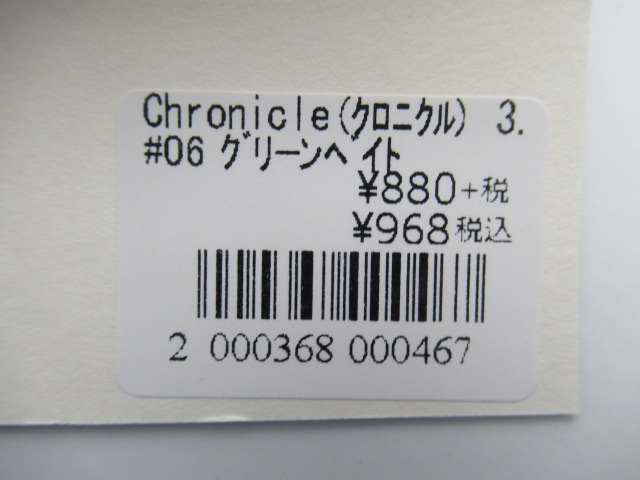 Chronicle(クロニクル) 3.
#06 グリーンベイト
¥880+税
¥968税込
2 000368 000467